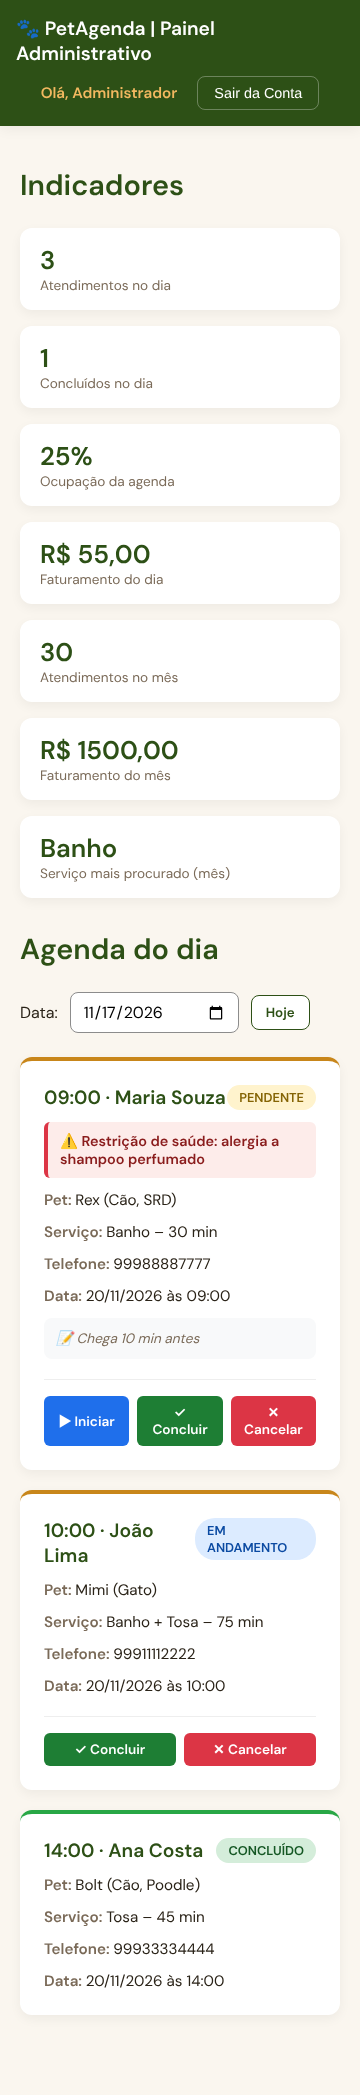 🐾 PetAgenda | Painel
Administrativo
Olá, Administrador
Sair da Conta
Indicadores
3
Atendimentos no dia
1
Concluídos no dia
25%
Ocupação da agenda
R$ 55,00
Faturamento do dia
30
Atendimentos no mês
R$ 1500,00
Faturamento do mês
Banho
Serviço mais procurado (mês)
Agenda do dia
Data: 11/17/2026 Hoje
09:00 · Maria Souza PENDENTE
⚠️ Restrição de saúde: alergia a
shampoo perfumado
Pet: Rex (Cão, SRD)
Serviço: Banho – 30 min
Telefone: 99988887777
Data: 20/11/2026 às 09:00
📝 Chega 10 min antes
▶ Iniciar
✓ Concluir
✕ Cancelar
10:00 · João
Lima
EM
ANDAMENTO
Pet: Mimi (Gato)
Serviço: Banho + Tosa – 75 min
Telefone: 99911112222
Data: 20/11/2026 às 10:00
✓ Concluir
✕ Cancelar
14:00 · Ana Costa CONCLUÍDO
Pet: Bolt (Cão, Poodle)
Serviço: Tosa – 45 min
Telefone: 99933334444
Data: 20/11/2026 às 14:00